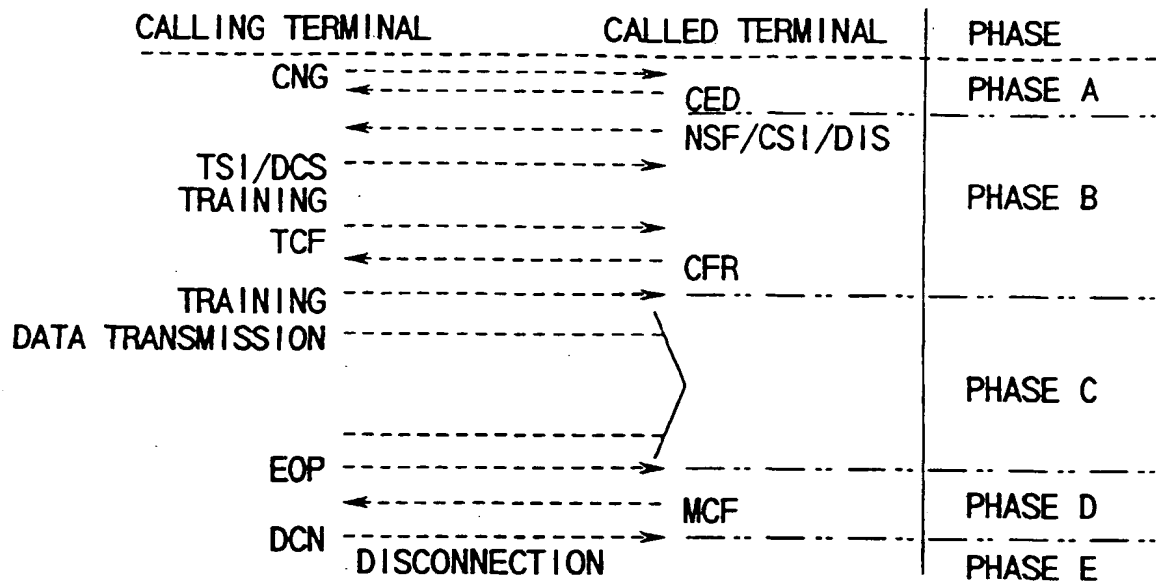 CALLING TERMINAL CALLED TERMINAL PHASE
CNG
CED PHASE A
NSF/CSI/DIS
TSI/DCS
TRAINING PHASE B
TCF
CFR
TRAINING
DATA TRANSMISSION
PHASE C
EOP
MCF PHASE D
DCN
DISCONNECTION PHASE E